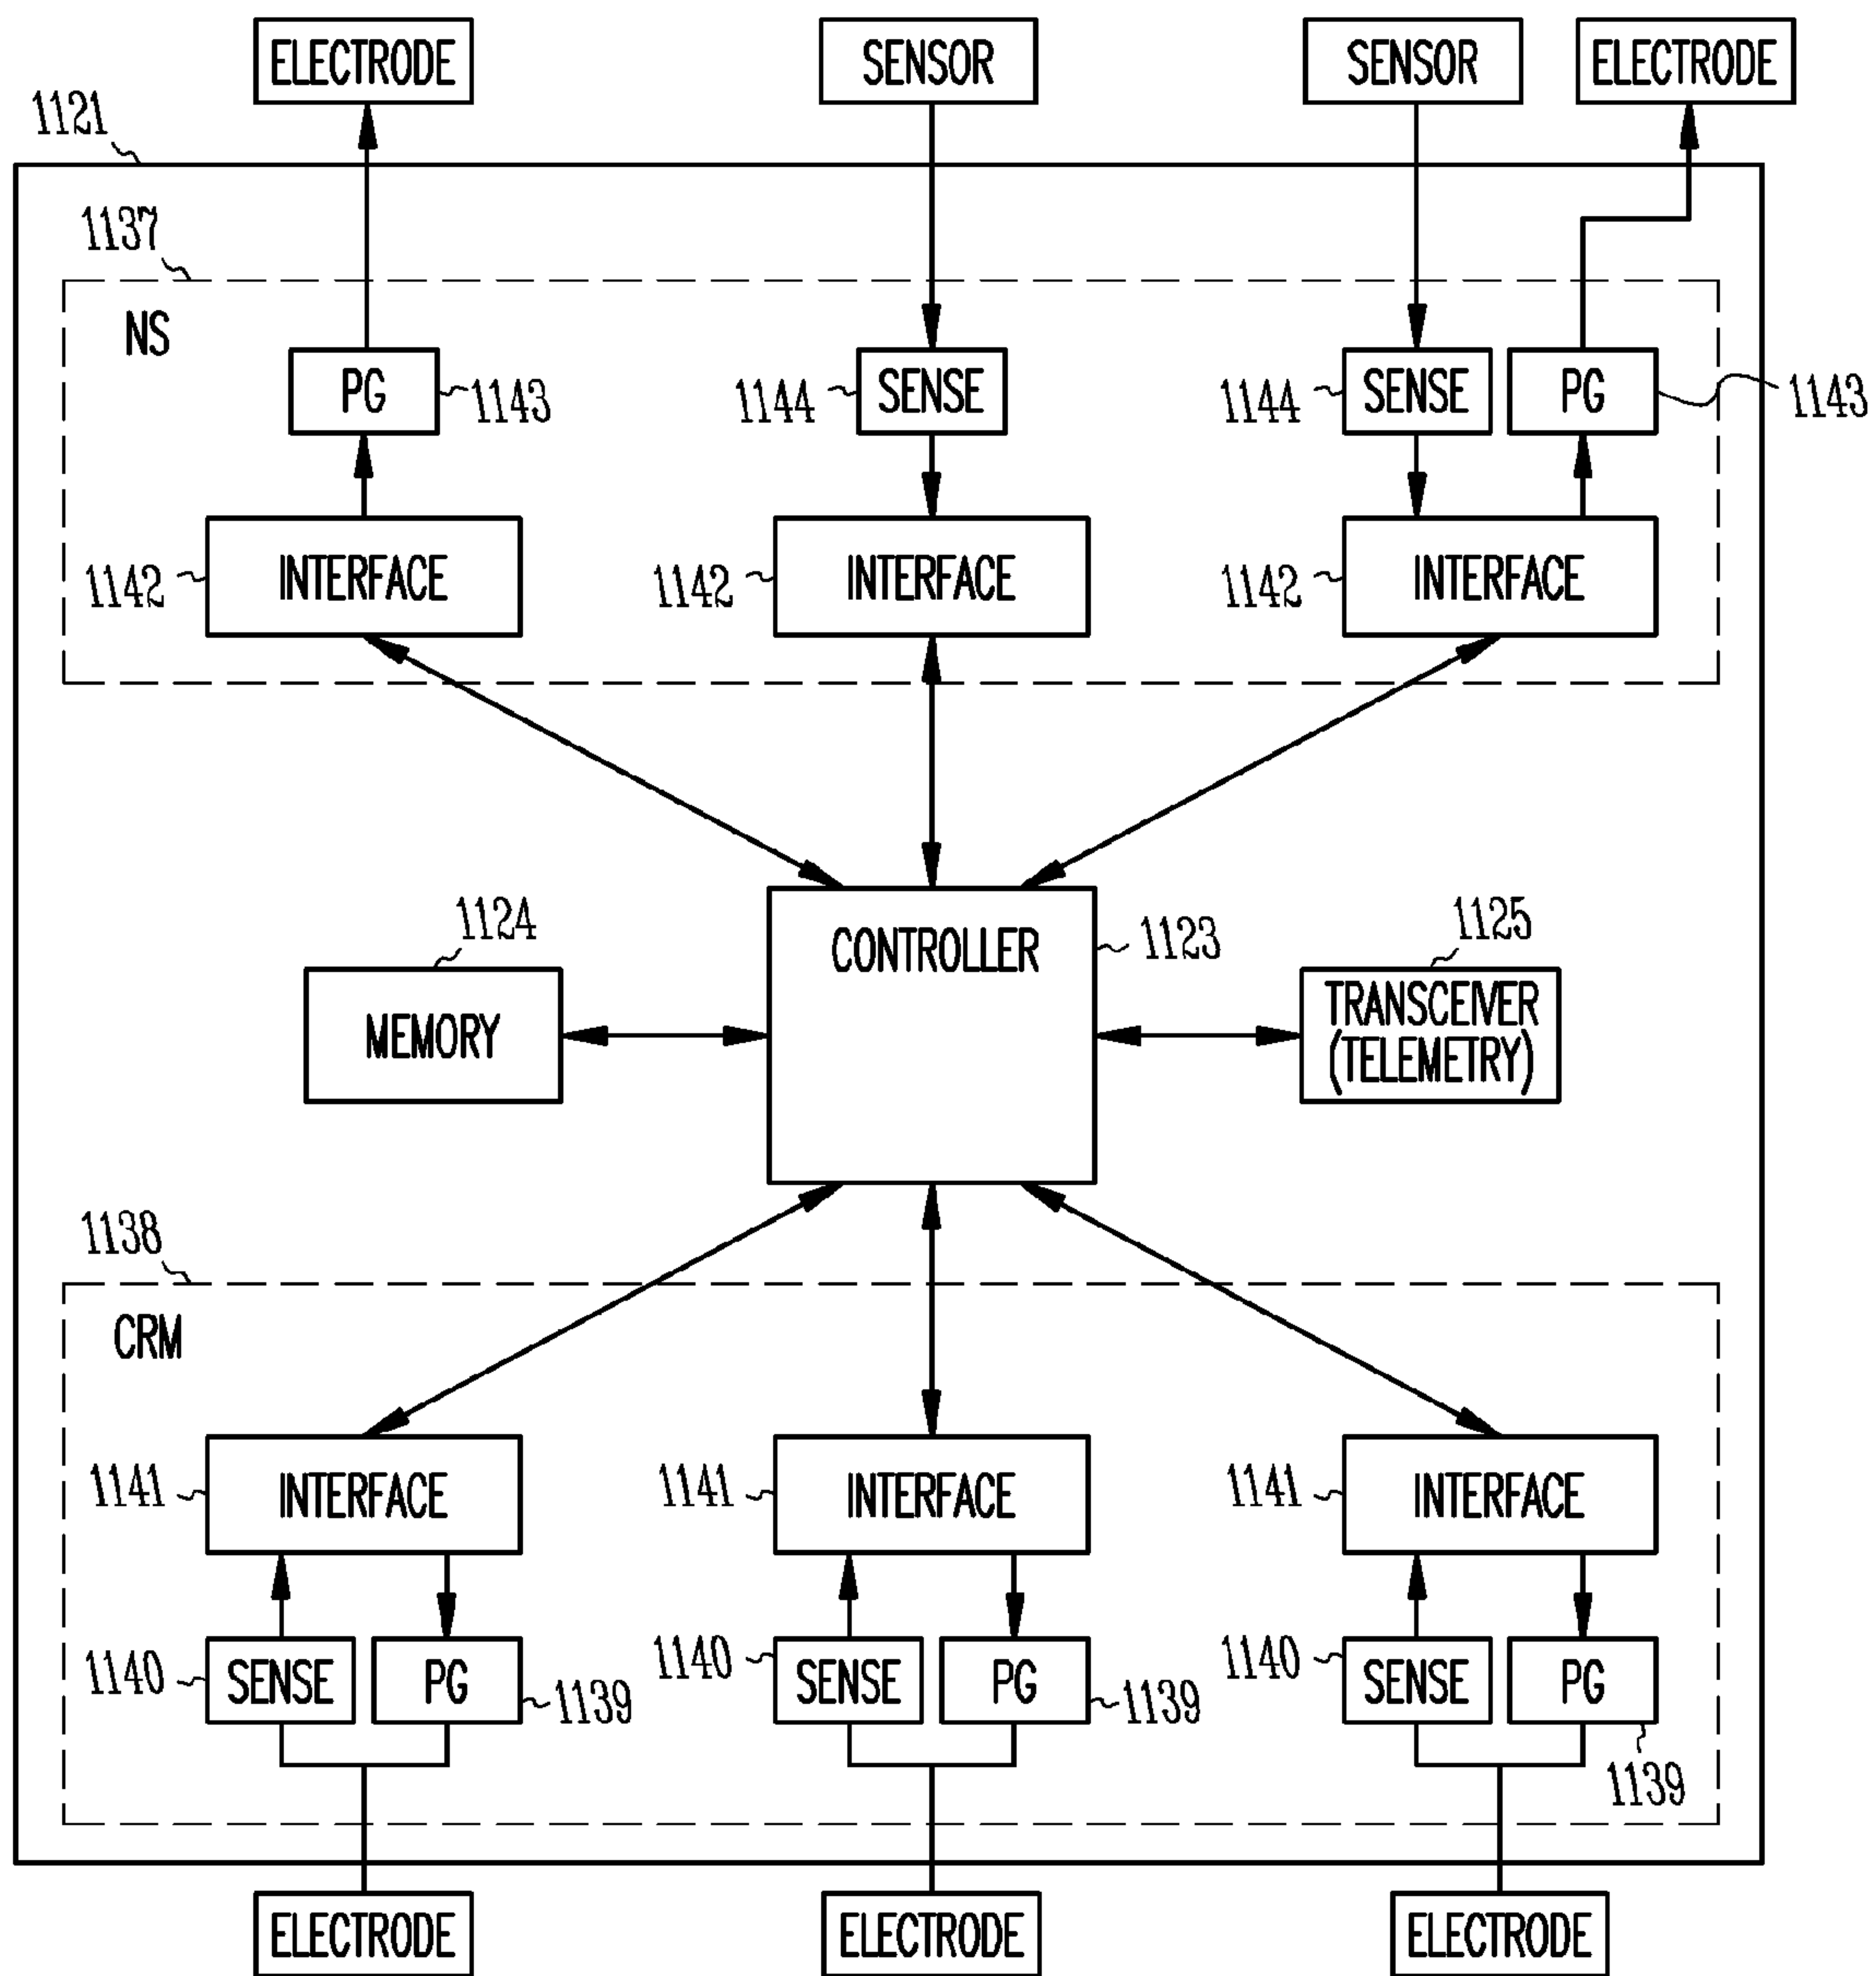 ELECTRODE
SENSOR
SENSOR
ELECTRODE
1121
1137
NS
PG
1143
1144
SENSE
1144
SENSE
PG
1143
1142
INTERFACE
1142
INTERFACE
1142
INTERFACE
1124
MEMORY
CONTROLLER
1123
1125
TRANSCEIVER
(TELEMETRY)
1138
CRM
1141
INTERFACE
1141
INTERFACE
1141
INTERFACE
1140
SENSE
PG
1139
1140
SENSE
PG
1139
1140
SENSE
PG
1139
ELECTRODE
ELECTRODE
ELECTRODE